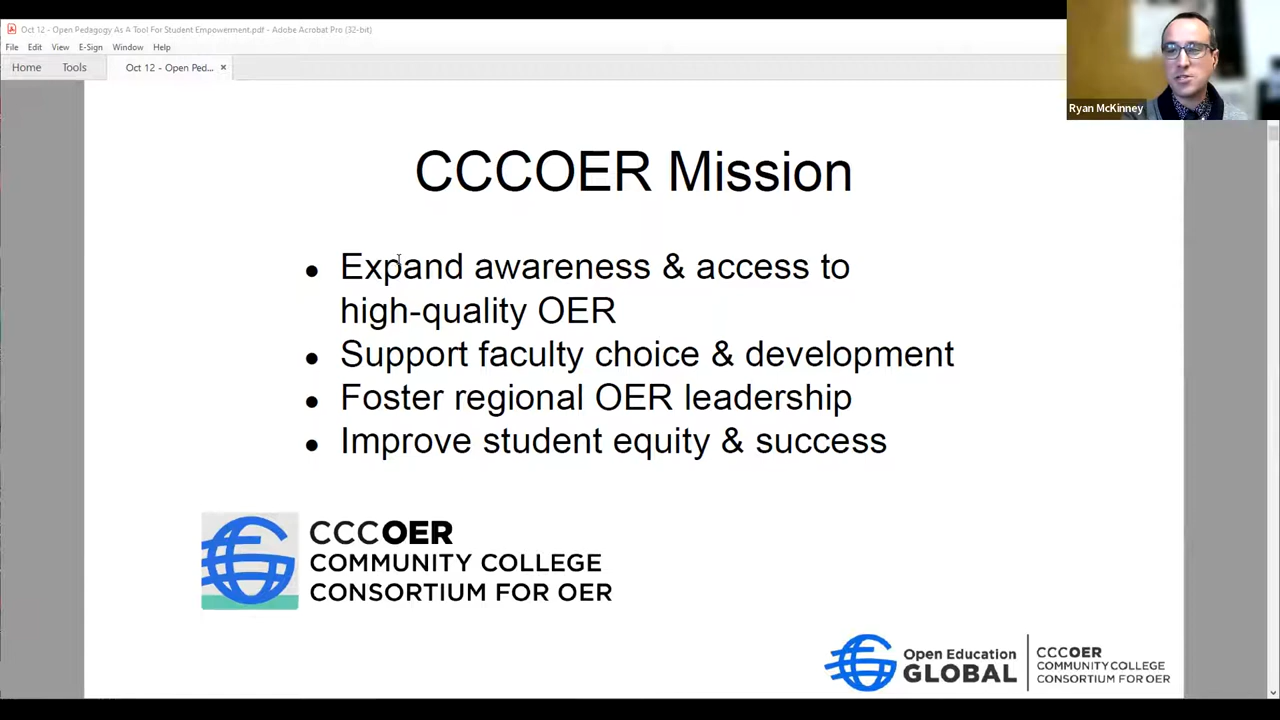 Oct 12 - Open Pedagogy As A Tool For Student Empowerment.pdf - Adobe Acrobat Pro (32-bit)
File Edit View E-Sign Window Help
Home Tools Oct 12 - Open Ped... ×
Ryan McKinney
CCCOER Mission
● Expand awareness & access to
high-quality OER
● Support faculty choice & development
● Foster regional OER leadership
● Improve student equity & success
CCCOER
COMMUNITY COLLEGE
CONSORTIUM FOR OER
Open Education
GLOBAL
CCCOER
COMMUNITY COLLEGE
CONSORTIUM FOR OER